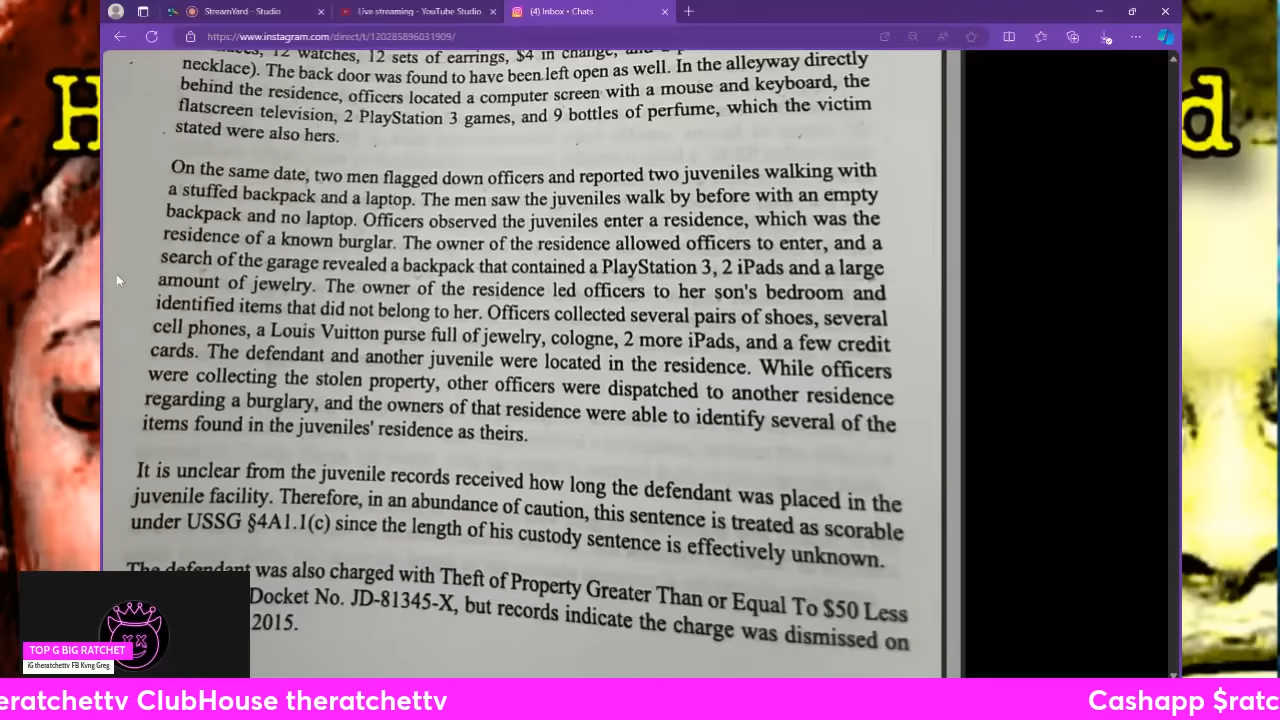 StreamYard - Studio
Live streaming - YouTube Studio
(4) Inbox • Chats
https://www.instagram.com/direct/t/120285896031909/
12 watches, 12 sets of earrings, $4 in change,
necklace). The back door was found to have been left open as well. In the alleyway directly
behind the residence, officers located a computer screen with a mouse and keyboard, the
flatscreen television, 2 PlayStation 3 games, and 9 bottles of perfume, which the victim
stated were also hers.
On the same date, two men flagged down officers and reported two juveniles walking with
a stuffed backpack and a laptop. The men saw the juveniles walk by before with an empty
backpack and no laptop. Officers observed the juveniles enter a residence, which was the
residence of a known burglar. The owner of the residence allowed officers to enter, and a
search of the garage revealed a backpack that contained a PlayStation 3, 2 iPads and a large
amount of jewelry. The owner of the residence led officers to her son's bedroom and
identified items that did not belong to her. Officers collected several pairs of shoes, several
cell phones, a Louis Vuitton purse full of jewelry, cologne, 2 more iPads, and a few credit
cards. The defendant and another juvenile were located in the residence. While officers
were collecting the stolen property, other officers were dispatched to another residence
regarding a burglary, and the owners of that residence were able to identify several of the
items found in the juveniles' residence as theirs.
It is unclear from the juvenile records received how long the defendant was placed in the
juvenile facility. Therefore, in an abundance of caution, this sentence is treated as scorable
under USSG §4A1.1(c) since the length of his custody sentence is effectively unknown.
The defendant was also charged with Theft of Property Greater Than or Equal To $50 Less
Docket No. JD-81345-X, but records indicate the charge was dismissed on
2015.
H
d
TOP G BIG RATCHET
iG theratchettv FB Kvng Greg
eratchettv ClubHouse theratchettv
Cashapp $ratc